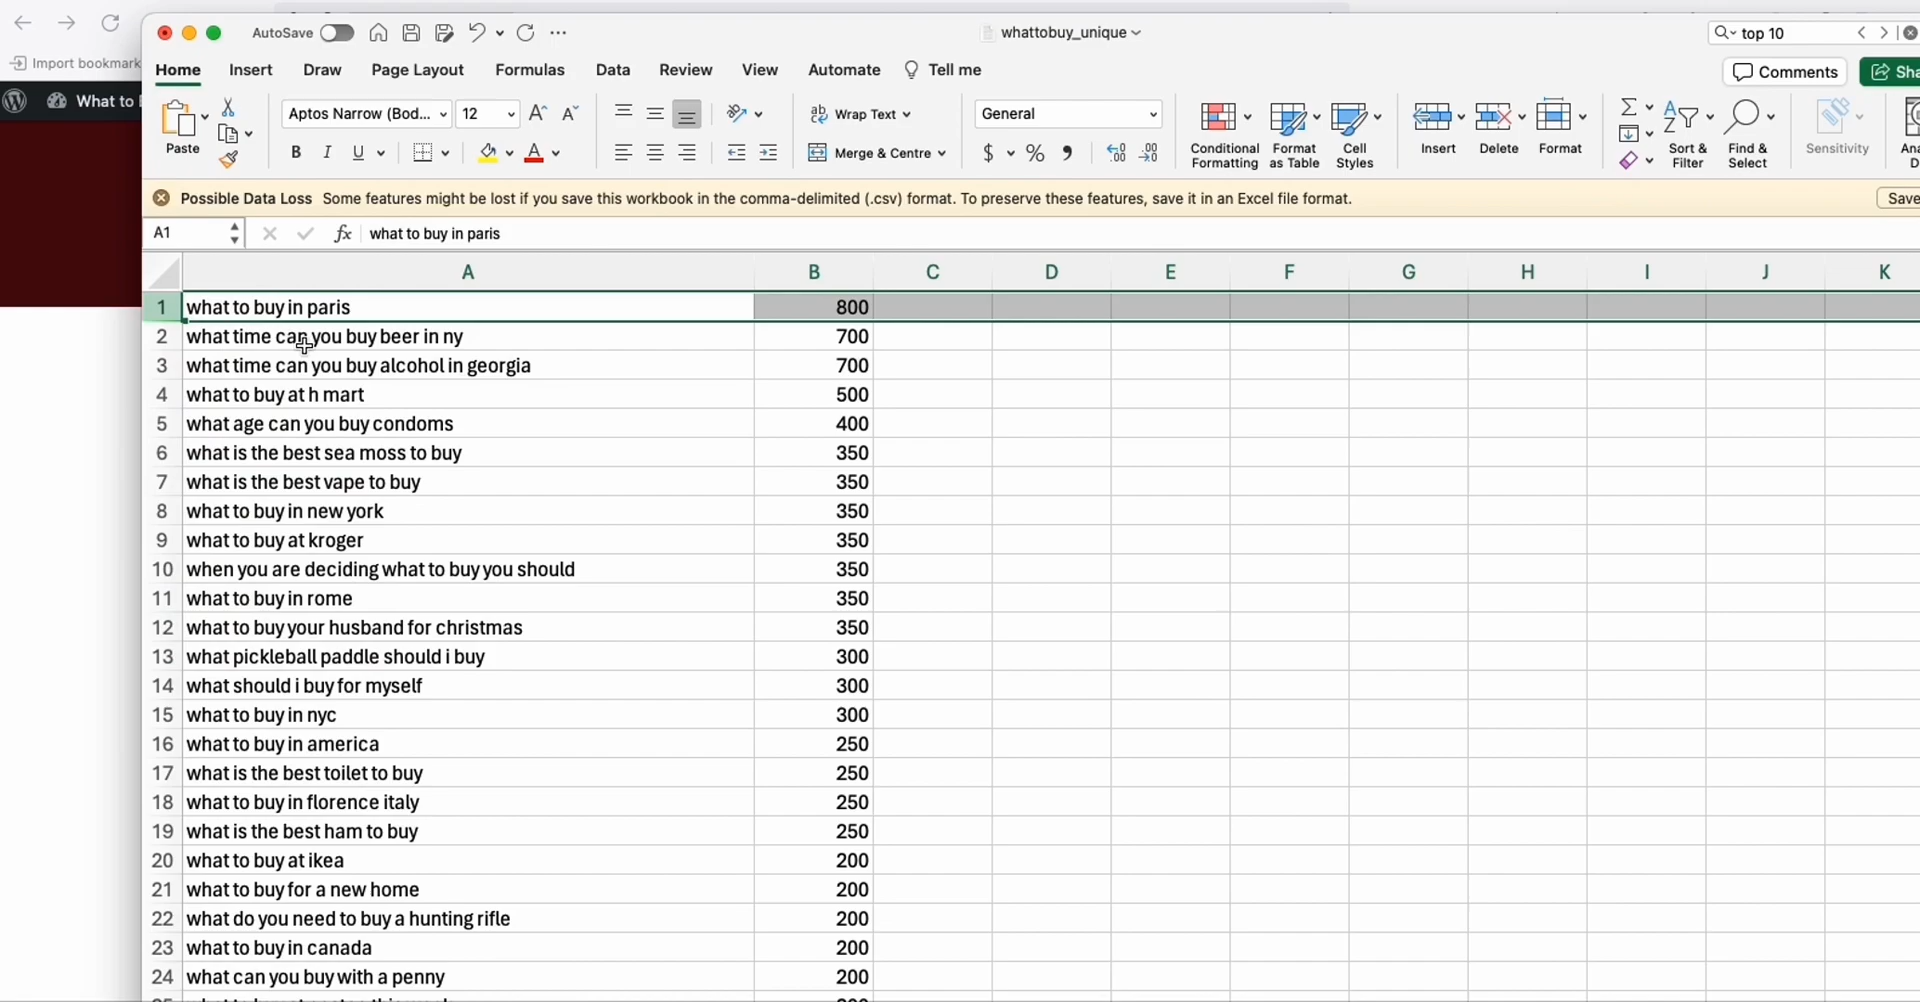 AutoSave
whattobuy_unique
top 10
Import bookmark
Home Insert Draw Page Layout Formulas Data Review View Automate Tell me
Comments
What to
Aptos Narrow (Bod... 12
Wrap Text
General
Paste
B I U
Merge & Centre
$ %
Conditional Formatting
Format as Table
Cell Styles
Insert
Delete
Format
Sort & Filter
Find & Select
Sensitivity
Possible Data Loss Some features might be lost if you save this workbook in the comma-delimited (.csv) format. To preserve these features, save it in an Excel file format.
Save
A1 fx what to buy in paris
A B C D E F G H I J K
1 what to buy in paris 800
2 what time can you buy beer in ny 700
3 what time can you buy alcohol in georgia 700
4 what to buy at h mart 500
5 what age can you buy condoms 400
6 what is the best sea moss to buy 350
7 what is the best vape to buy 350
8 what to buy in new york 350
9 what to buy at kroger 350
10 when you are deciding what to buy you should 350
11 what to buy in rome 350
12 what to buy your husband for christmas 350
13 what pickleball paddle should i buy 300
14 what should i buy for myself 300
15 what to buy in nyc 300
16 what to buy in america 250
17 what is the best toilet to buy 250
18 what to buy in florence italy 250
19 what is the best ham to buy 250
20 what to buy at ikea 200
21 what to buy for a new home 200
22 what do you need to buy a hunting rifle 200
23 what to buy in canada 200
24 what can you buy with a penny 200